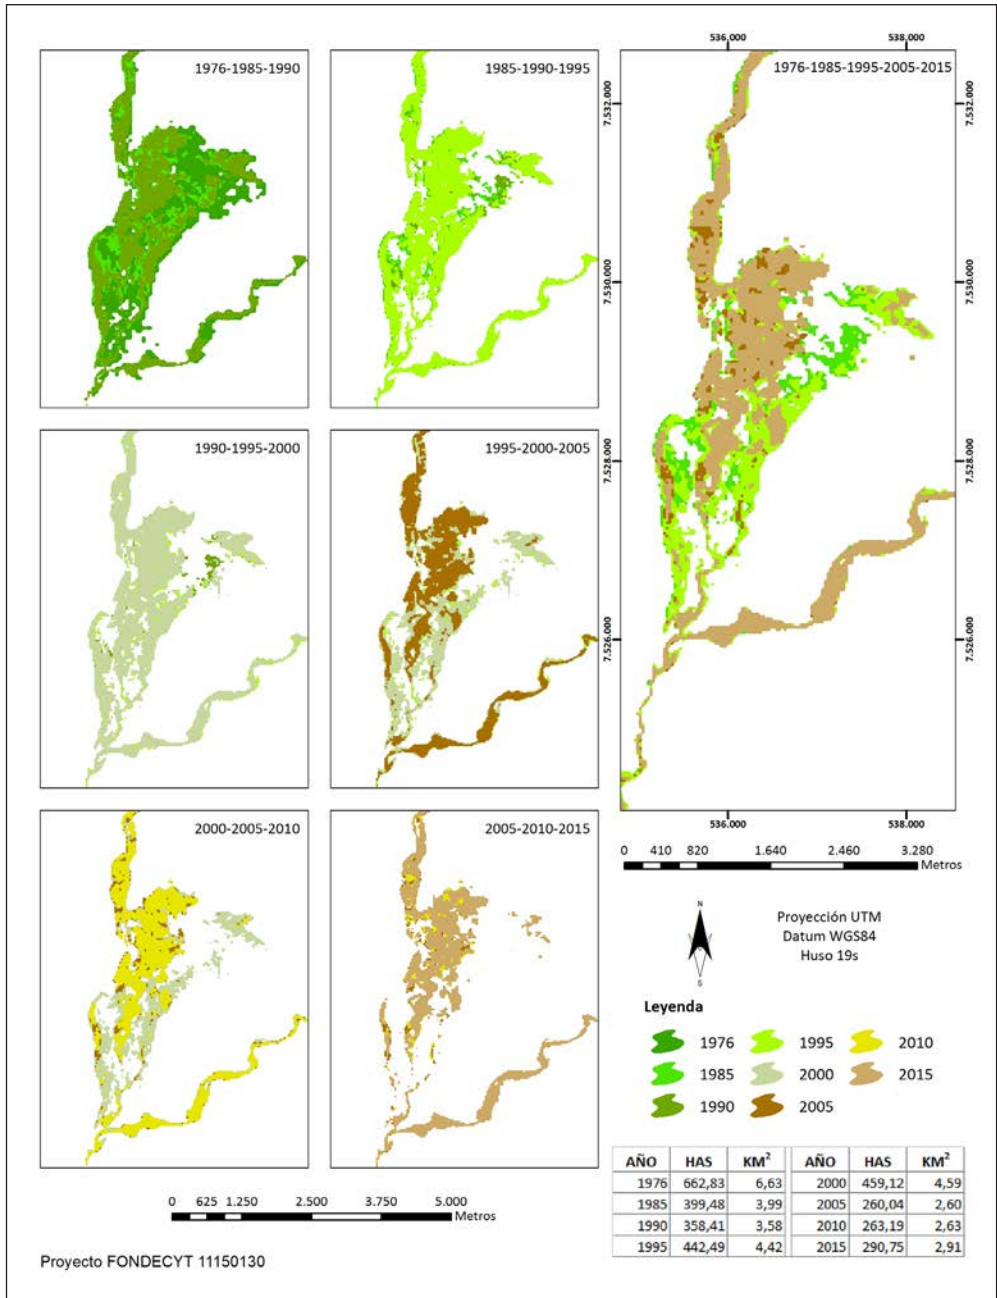 1976-1985-1990
1985-1990-1995
536.000 538.000
1976-1985-1995-2005-2015
7.532.000
7.530.000
7.528.000
7.526.000
1990-1995-2000
1995-2000-2005
2000-2005-2010
2005-2010-2015
536.000 538.000
0 410 820 1.640 2.460 3.280
Metros
N
S
Proyección UTM
Datum WGS84
Huso 19s
Leyenda
1976 1995 2010
1985 2000 2015
1990 2005
AÑO HAS KM² AÑO HAS KM²
1976 662,83 6,63 2000 459,12 4,59
1985 399,48 3,99 2005 260,04 2,60
1990 358,41 3,58 2010 263,19 2,63
1995 442,49 4,42 2015 290,75 2,91
0 625 1.250 2.500 3.750 5.000
Metros
Proyecto FONDECYT 11150130